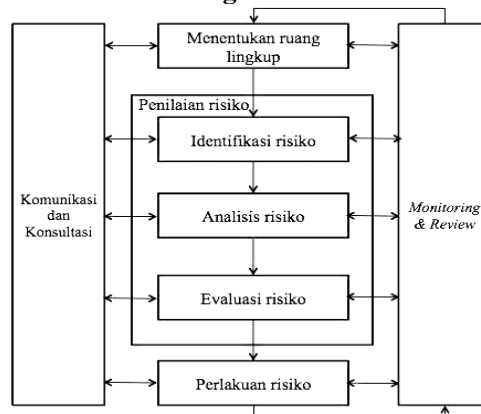 Menentukan ruang
lingkup
Penilaian risiko
Identifikasi risiko
Komunikasi
dan
Konsultasi
Analisis risiko
Monitoring
& Review
Evaluasi risiko
Perlakuan risiko